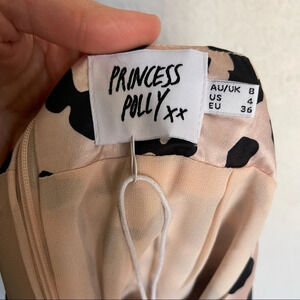 PRINCESS
POLLY xx
AU/UK 8
US 4
EU 36